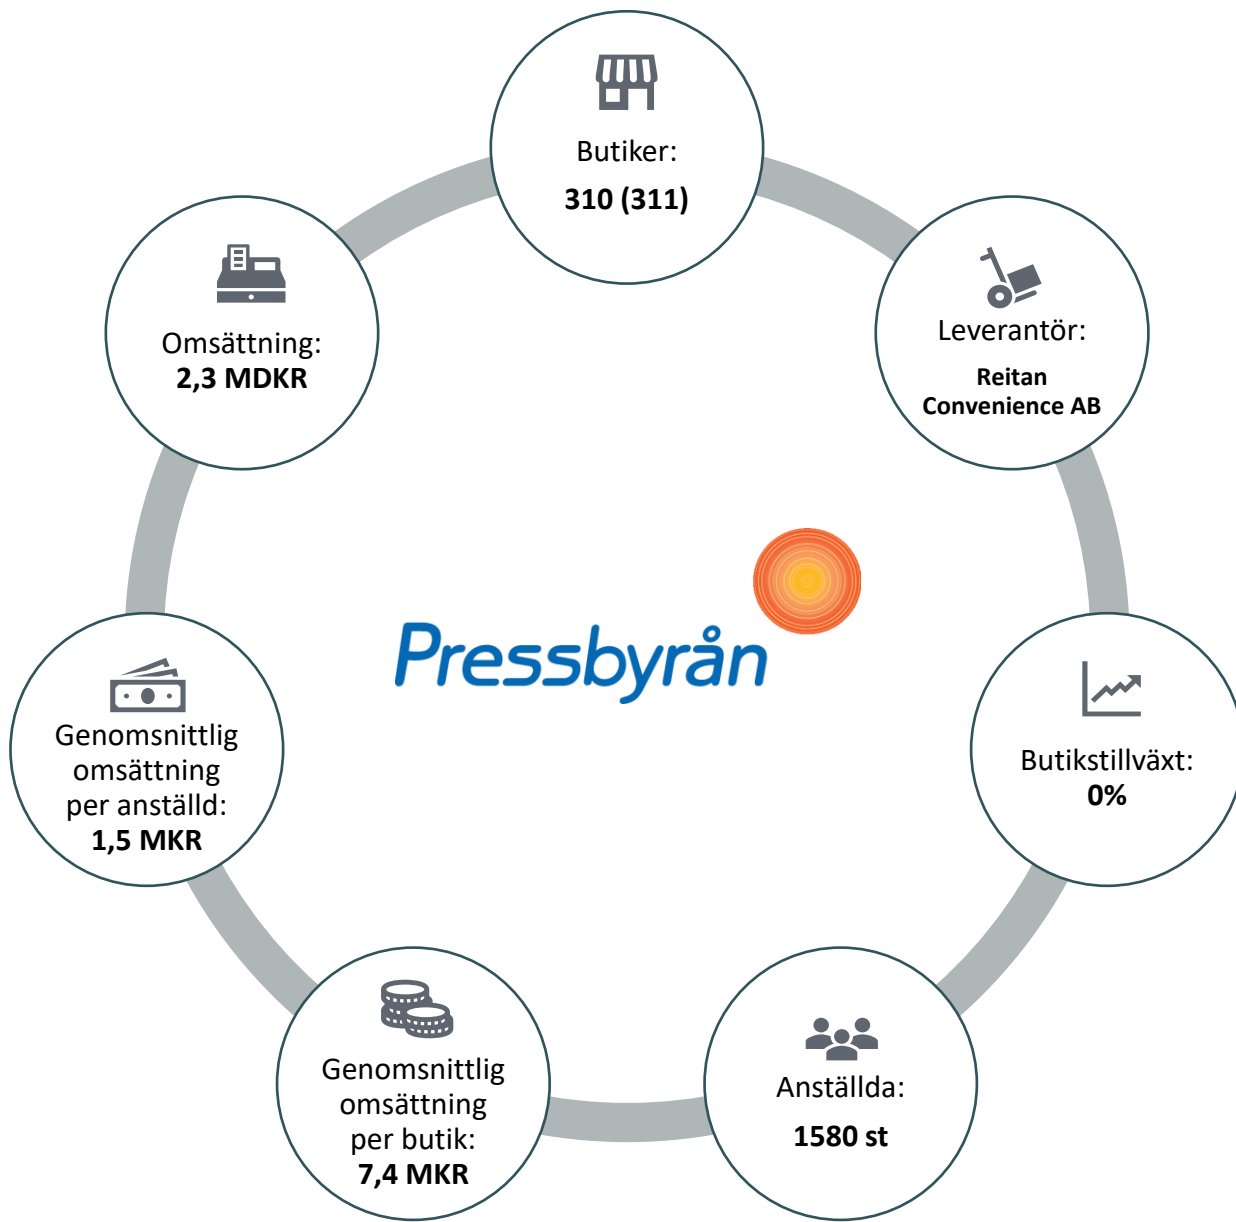 Butiker:
310 (311)
Leverantör:
Reitan
Convenience AB
Butikstillväxt:
0%
Anställda:
1580 st
Genomsnittlig
omsättning
per butik:
7,4 MKR
Genomsnittlig
omsättning
per anställd:
1,5 MKR
Omsättning:
2,3 MDKR
Pressbyrån